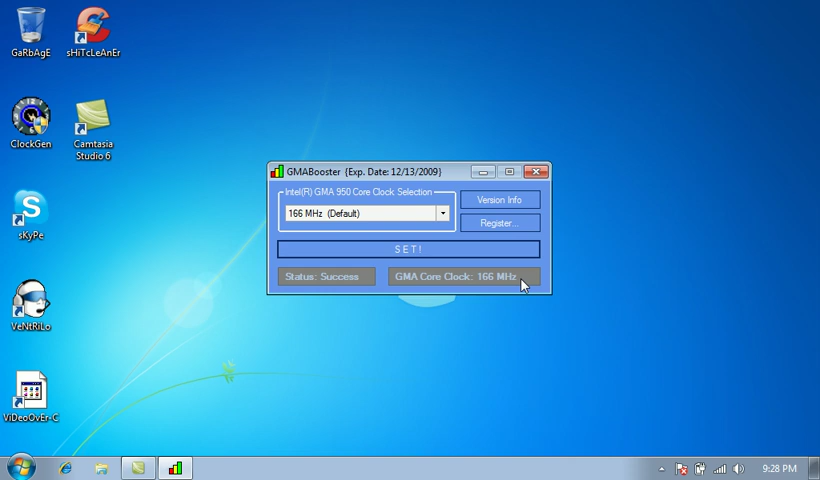 GaRbAgE
sHiTcLeAnEr
ClockGen
Camtasia
Studio 6
sKyPe
VeNtRiLo
ViDeoOvEr-C
GMABooster {Exp. Date: 12/13/2009}
Intel(R) GMA 950 Core Clock Selection
166 MHz (Default)
Version Info
Register...
S E T !
Status: Success
GMA Core Clock: 166 MHz
9:28 PM